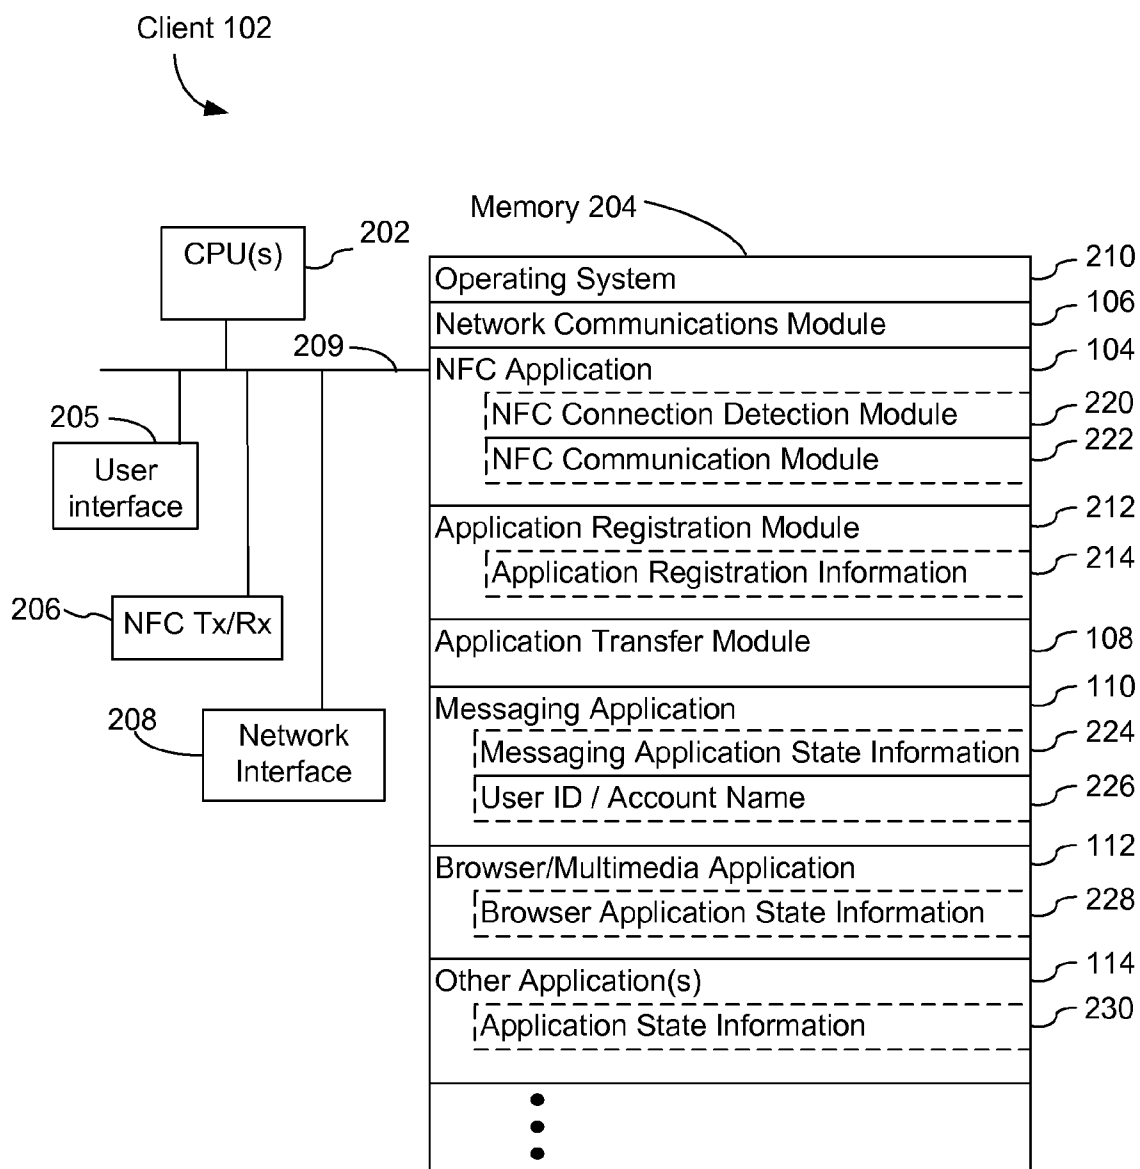 Client 102
Memory 204
CPU(s)
202
Operating System
210
Network Communications Module
106
209
NFC Application
104
NFC Connection Detection Module
220
205
User
interface
NFC Communication Module
222
Application Registration Module
212
Application Registration Information
214
206
NFC Tx/Rx
Application Transfer Module
108
208
Network
Interface
Messaging Application
110
Messaging Application State Information
224
User ID / Account Name
226
Browser/Multimedia Application
112
Browser Application State Information
228
Other Application(s)
114
Application State Information
230